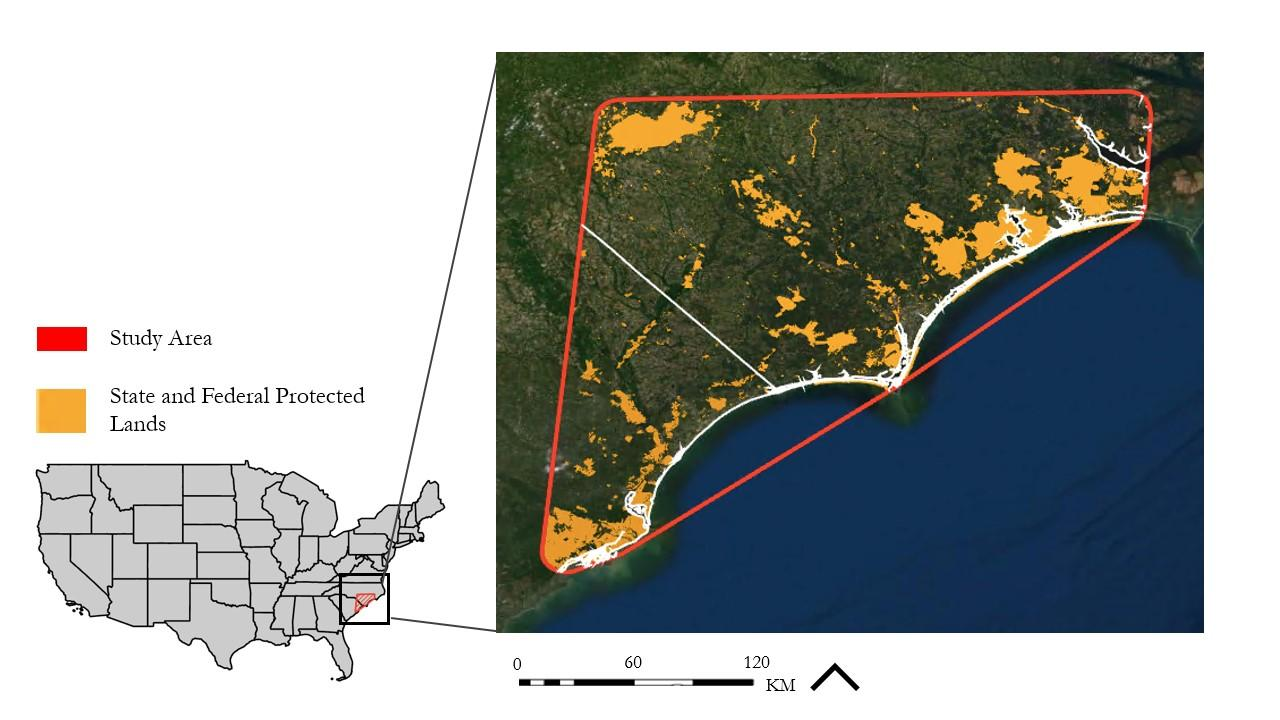 Study Area
State and Federal Protected
Lands
0 60 120
KM